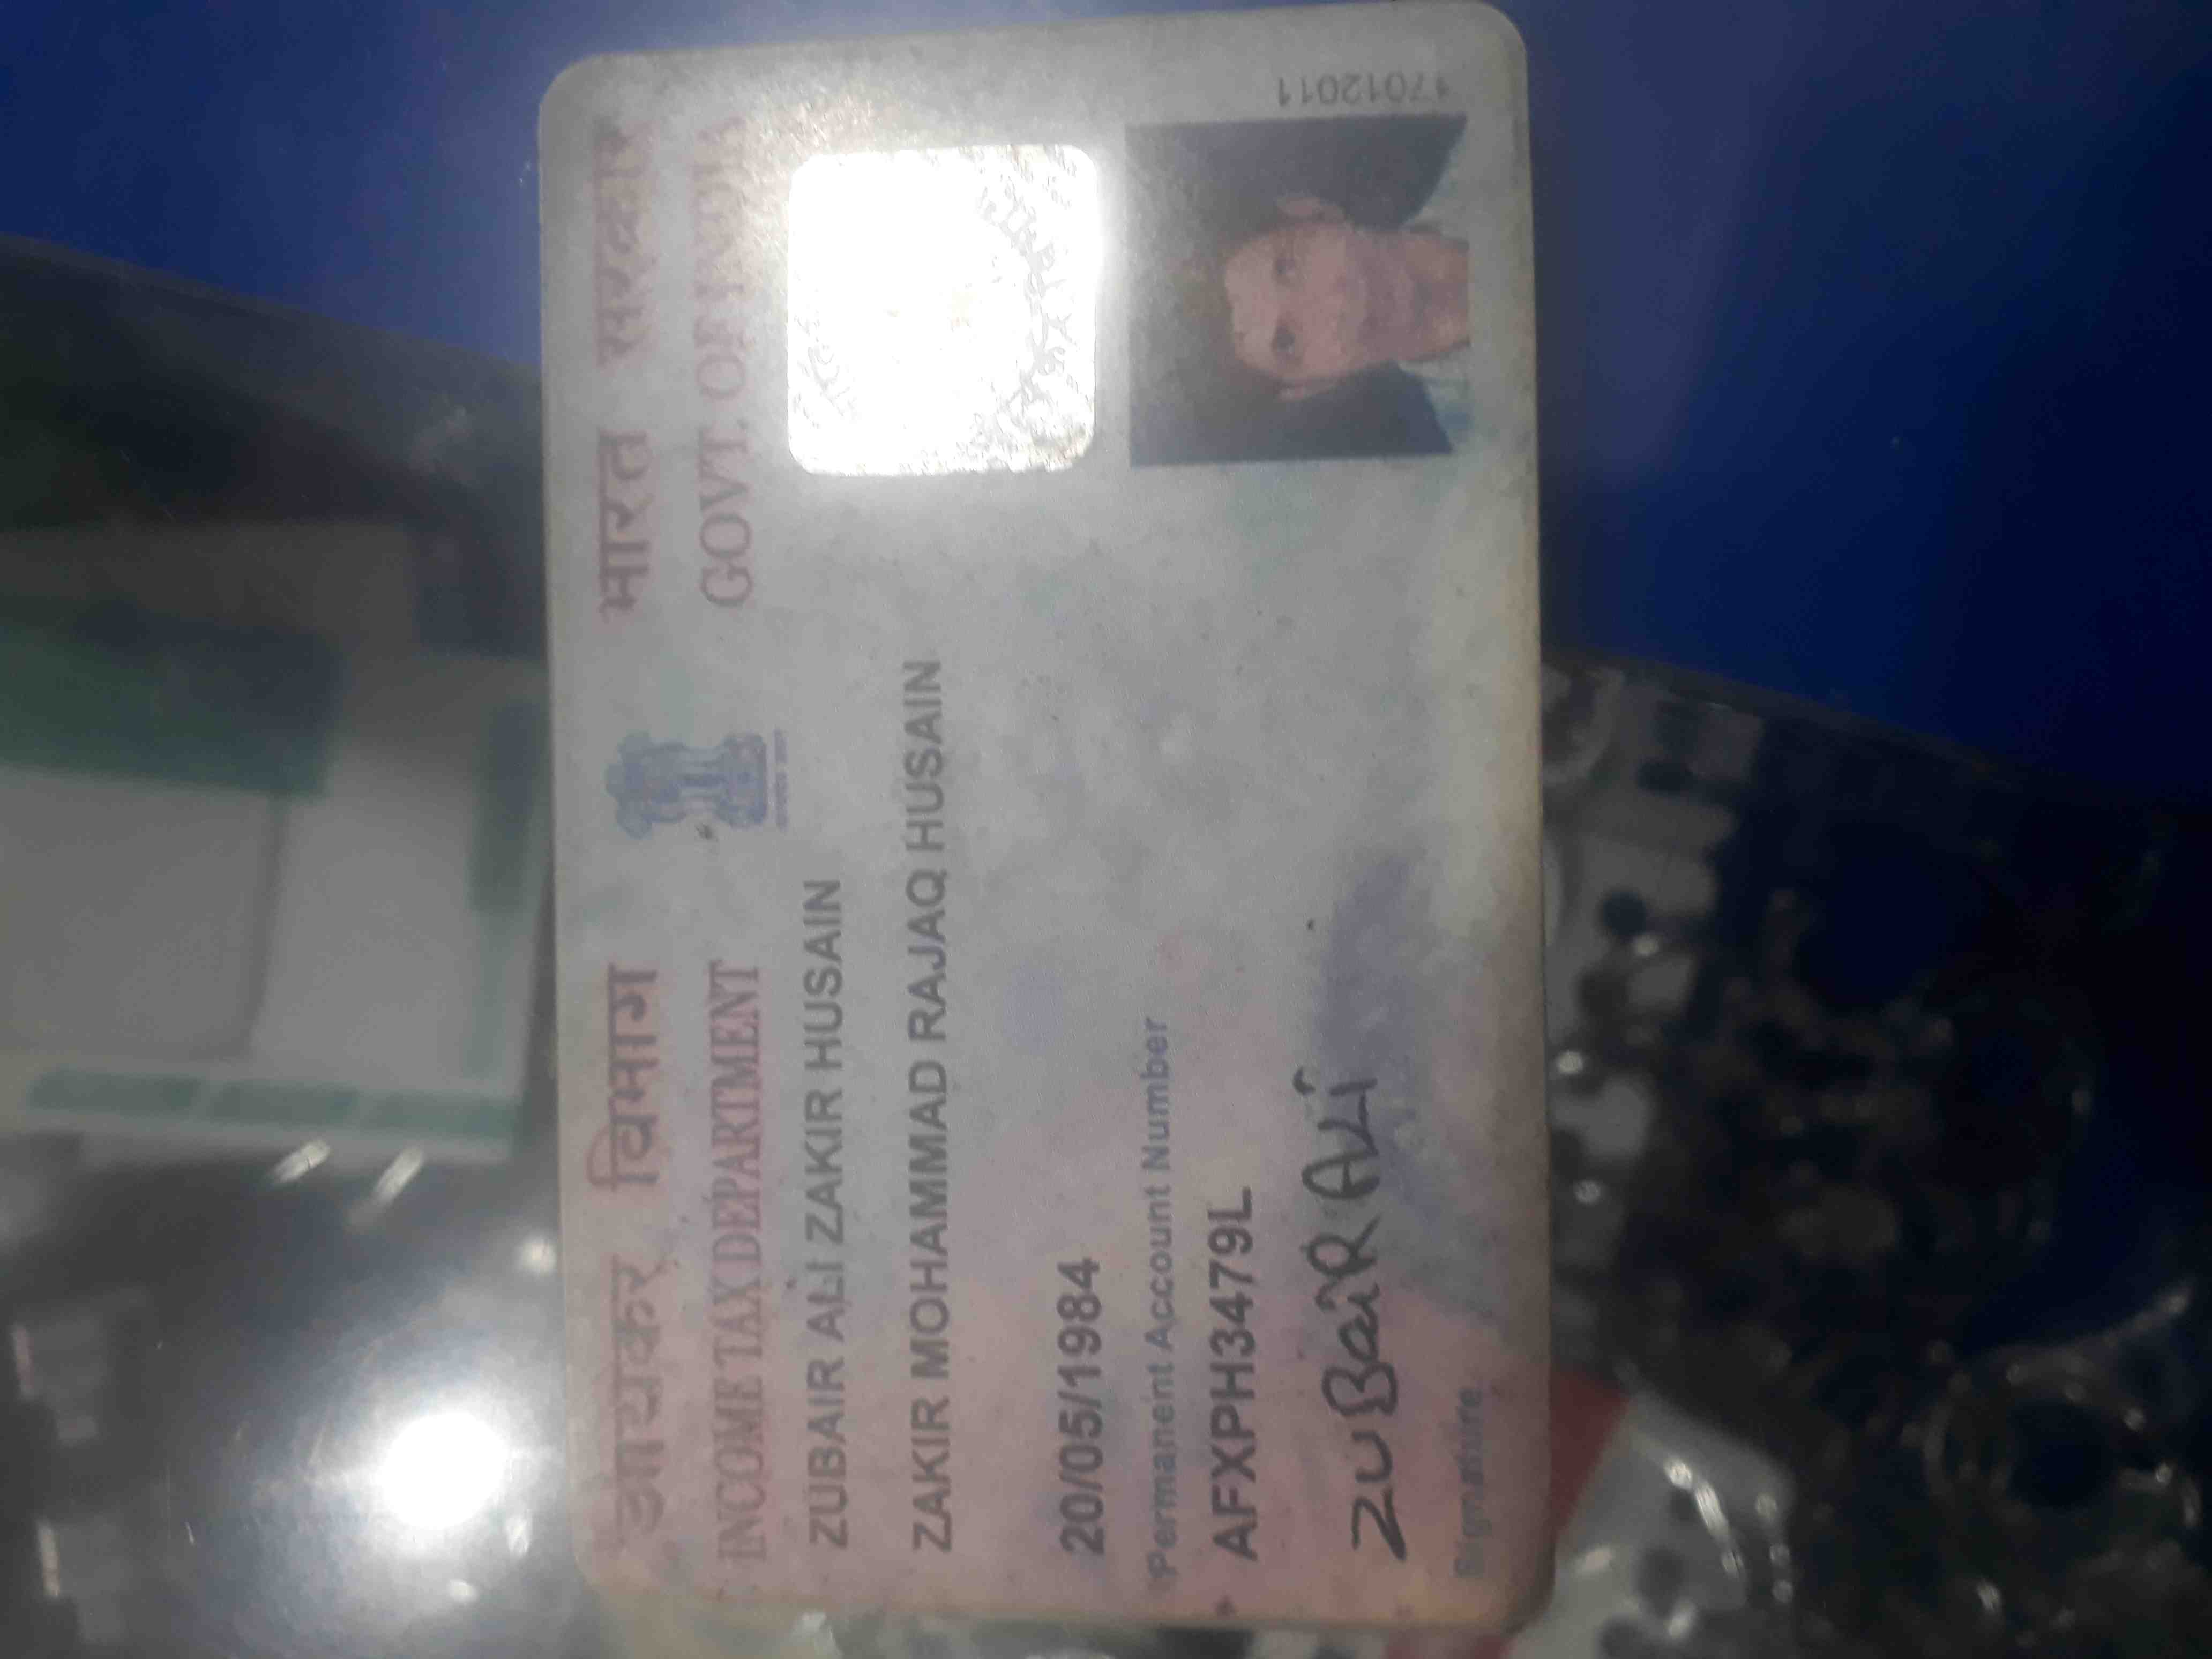 आयकर विभाग
भारत सरकार
INCOME TAX DEPARTMENT
GOVT. OF INDIA
ZUBAIR ALI ZAKIR HUSAIN
ZAKIR MOHAMMAD RAJAQ HUSAIN
20/05/1984
Permanent Account Number
AFXPH3479L
ZUBaiR ALi
Signature
17012011